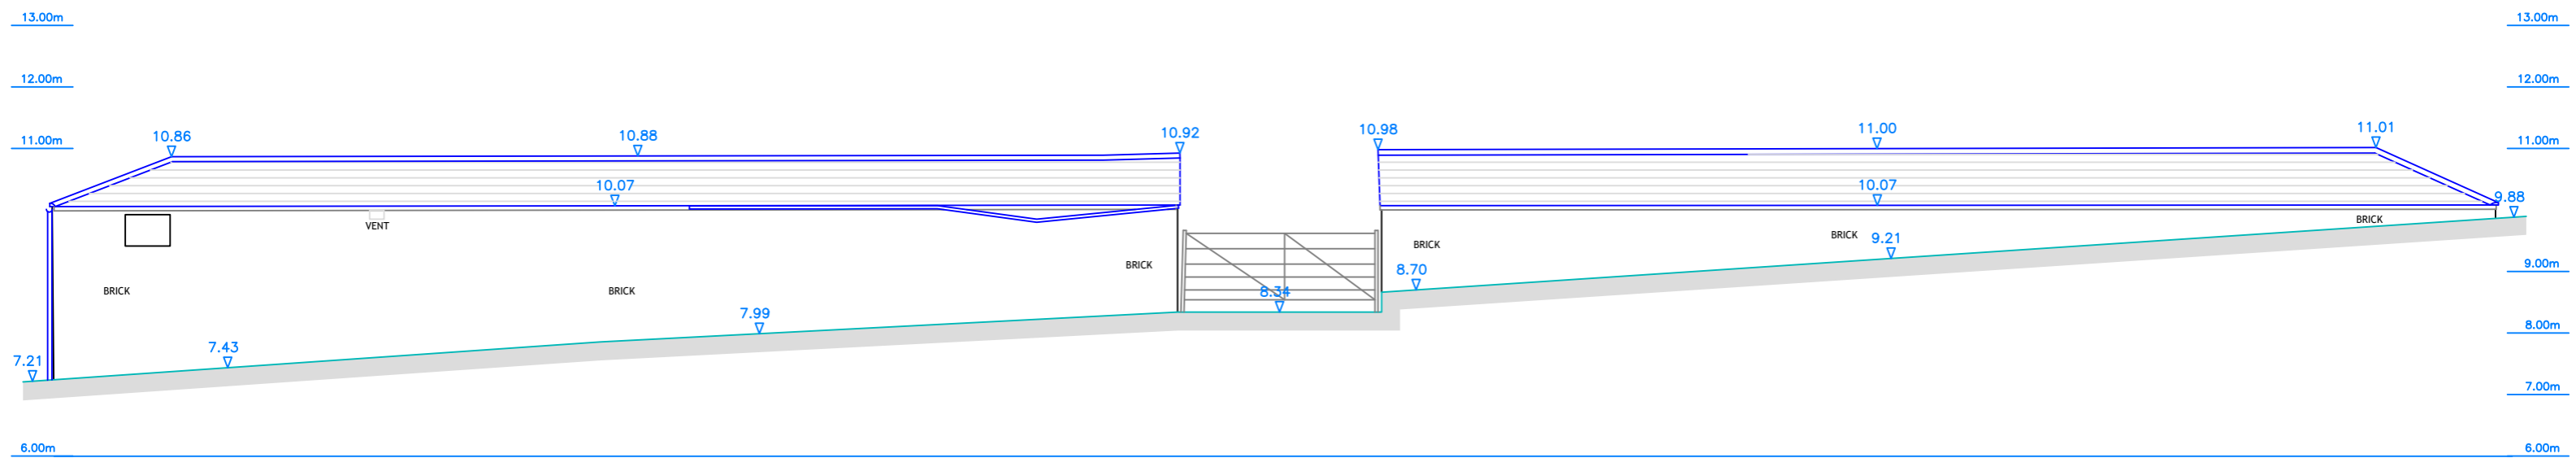 13.00m 13.00m
12.00m 12.00m
11.00m 10.86 10.88 10.92 10.98 11.00 11.01 11.00m
10.07 10.07 9.88
VENT BRICK BRICK BRICK
9.21
BRICK 8.70 9.00m
BRICK BRICK 8.34
7.99 8.00m
7.43
7.21
7.00m
6.00m 6.00m